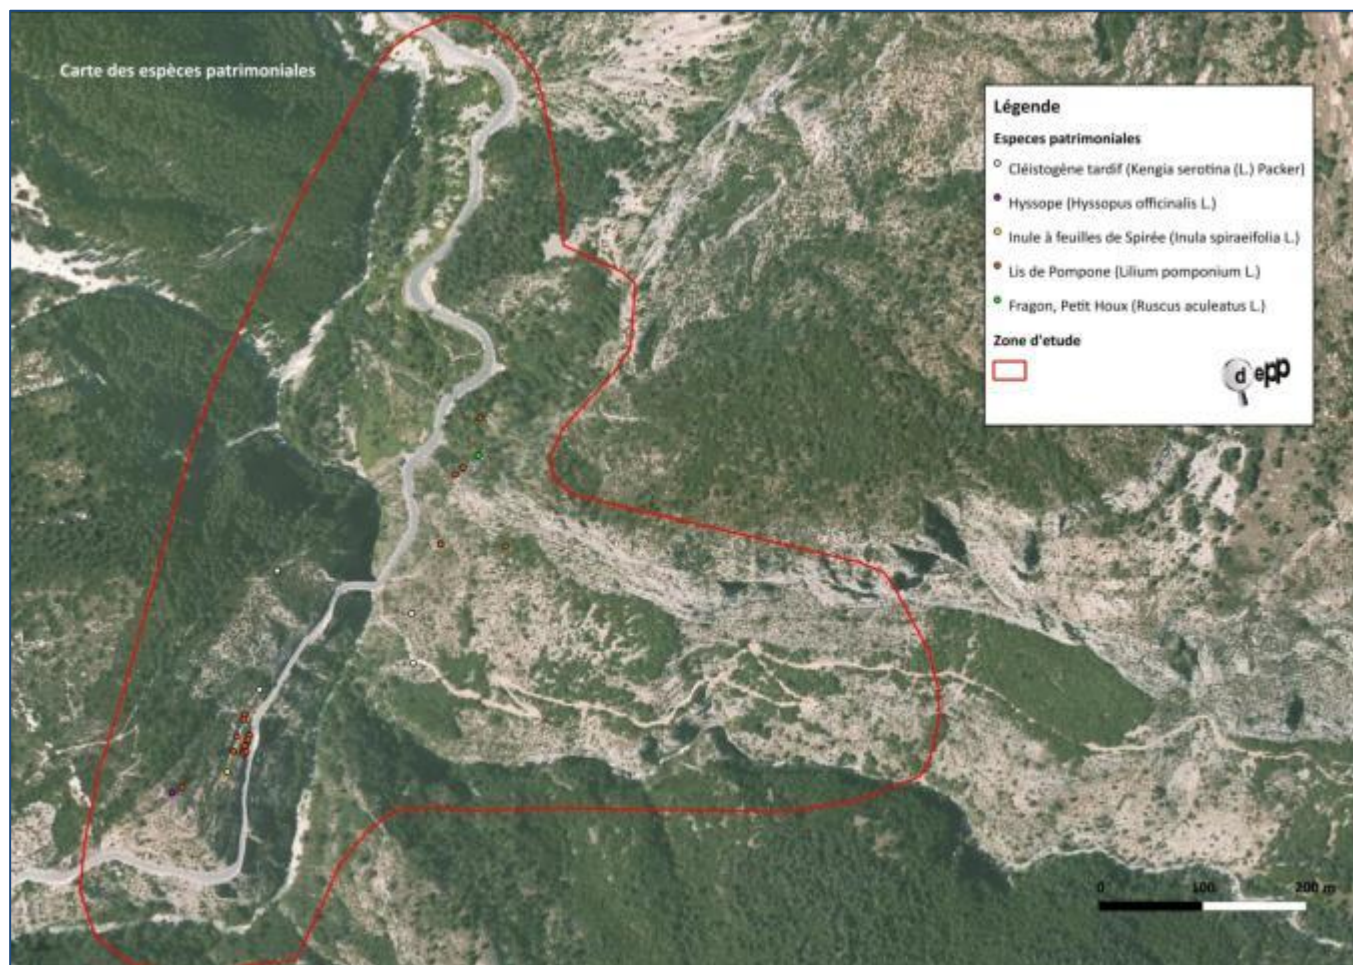 Carte des espèces patrimoniales
Légende
Especes patrimoniales
Cléistogène tardif (Kengia serotina (L.) Packer)
Hyssope (Hyssopus officinalis L.)
Inule à feuilles de Spirée (Inula spiraeifolia L.)
Lis de Pompone (Lilium pomponium L.)
Fragon, Petit Houx (Ruscus aculeatus L.)
Zone d'etude
d epp
0 100 200 m